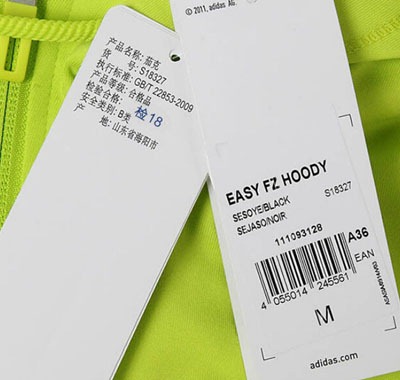 产品名称: 茄克
货 号: S18327
执行标准: GB/T 22853-2009
产品等级: 合格品
检验合格: 检18
安全类别: B类
产 地: 山东省海阳市
© 2011, adidas AG.
EASY FZ HOODY
SESOYE/BLACK S18327
SEJASO/NOIR
111093128
A36
EAN
4 055014 245561
M
adidas.com